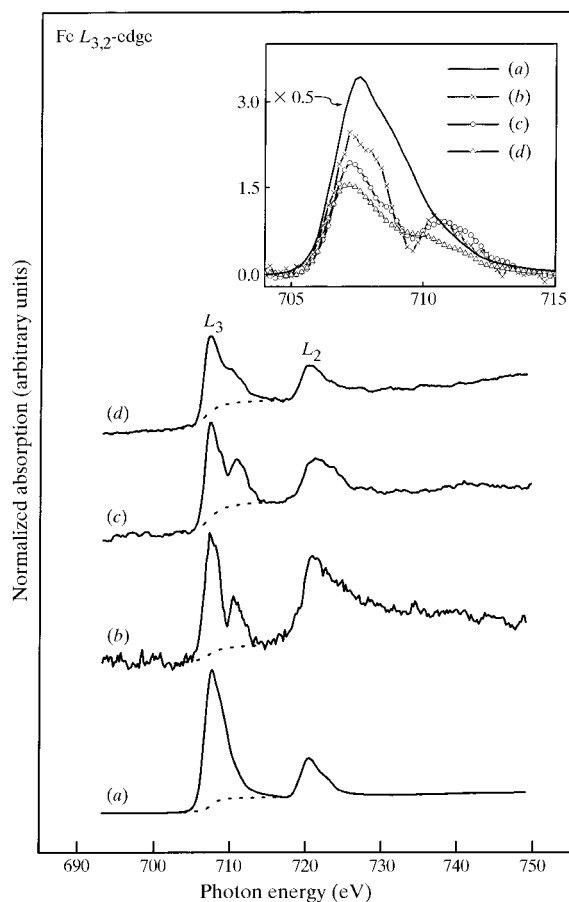 Fe L3,2-edge
× 0.5
(a)
(b)
(c)
(d)
3.0
1.5
0.0
705
710
715
L3
L2
(d)
(c)
(b)
(a)
Normalized absorption (arbitrary units)
690
700
710
720
730
740
750
Photon energy (eV)